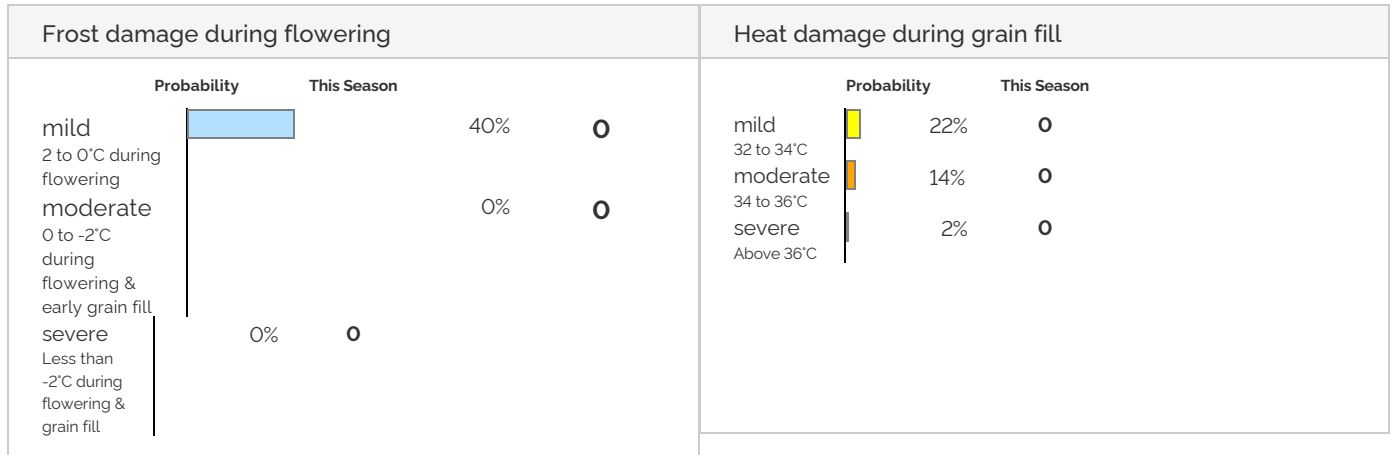 Frost damage during flowering
Probability This Season
mild 40% 0
2 to 0°C during
flowering
moderate 0% 0
0 to -2°C
during
flowering &
early grain fill
severe 0% 0
Less than
-2°C during
flowering &
grain fill
Heat damage during grain fill
Probability This Season
mild 22% 0
32 to 34°C
moderate 14% 0
34 to 36°C
severe 2% 0
Above 36°C